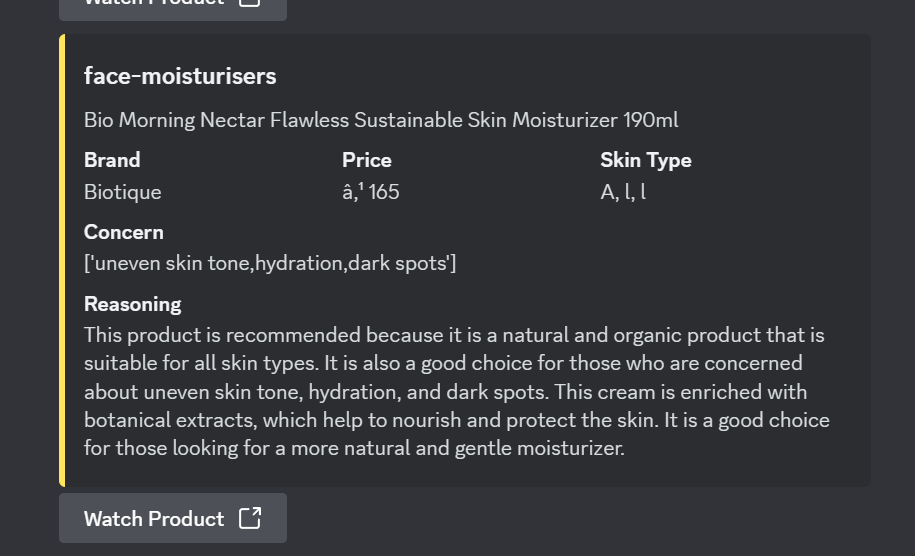 Watch Product
face-moisturisers
Bio Morning Nectar Flawless Sustainable Skin Moisturizer 190ml
Brand Price Skin Type
Biotique â‚¹165 A, l, l
Concern
['uneven skin tone,hydration,dark spots']
Reasoning
This product is recommended because it is a natural and organic product that is
suitable for all skin types. It is also a good choice for those who are concerned
about uneven skin tone, hydration, and dark spots. This cream is enriched with
botanical extracts, which help to nourish and protect the skin. It is a good choice
for those looking for a more natural and gentle moisturizer.
Watch Product